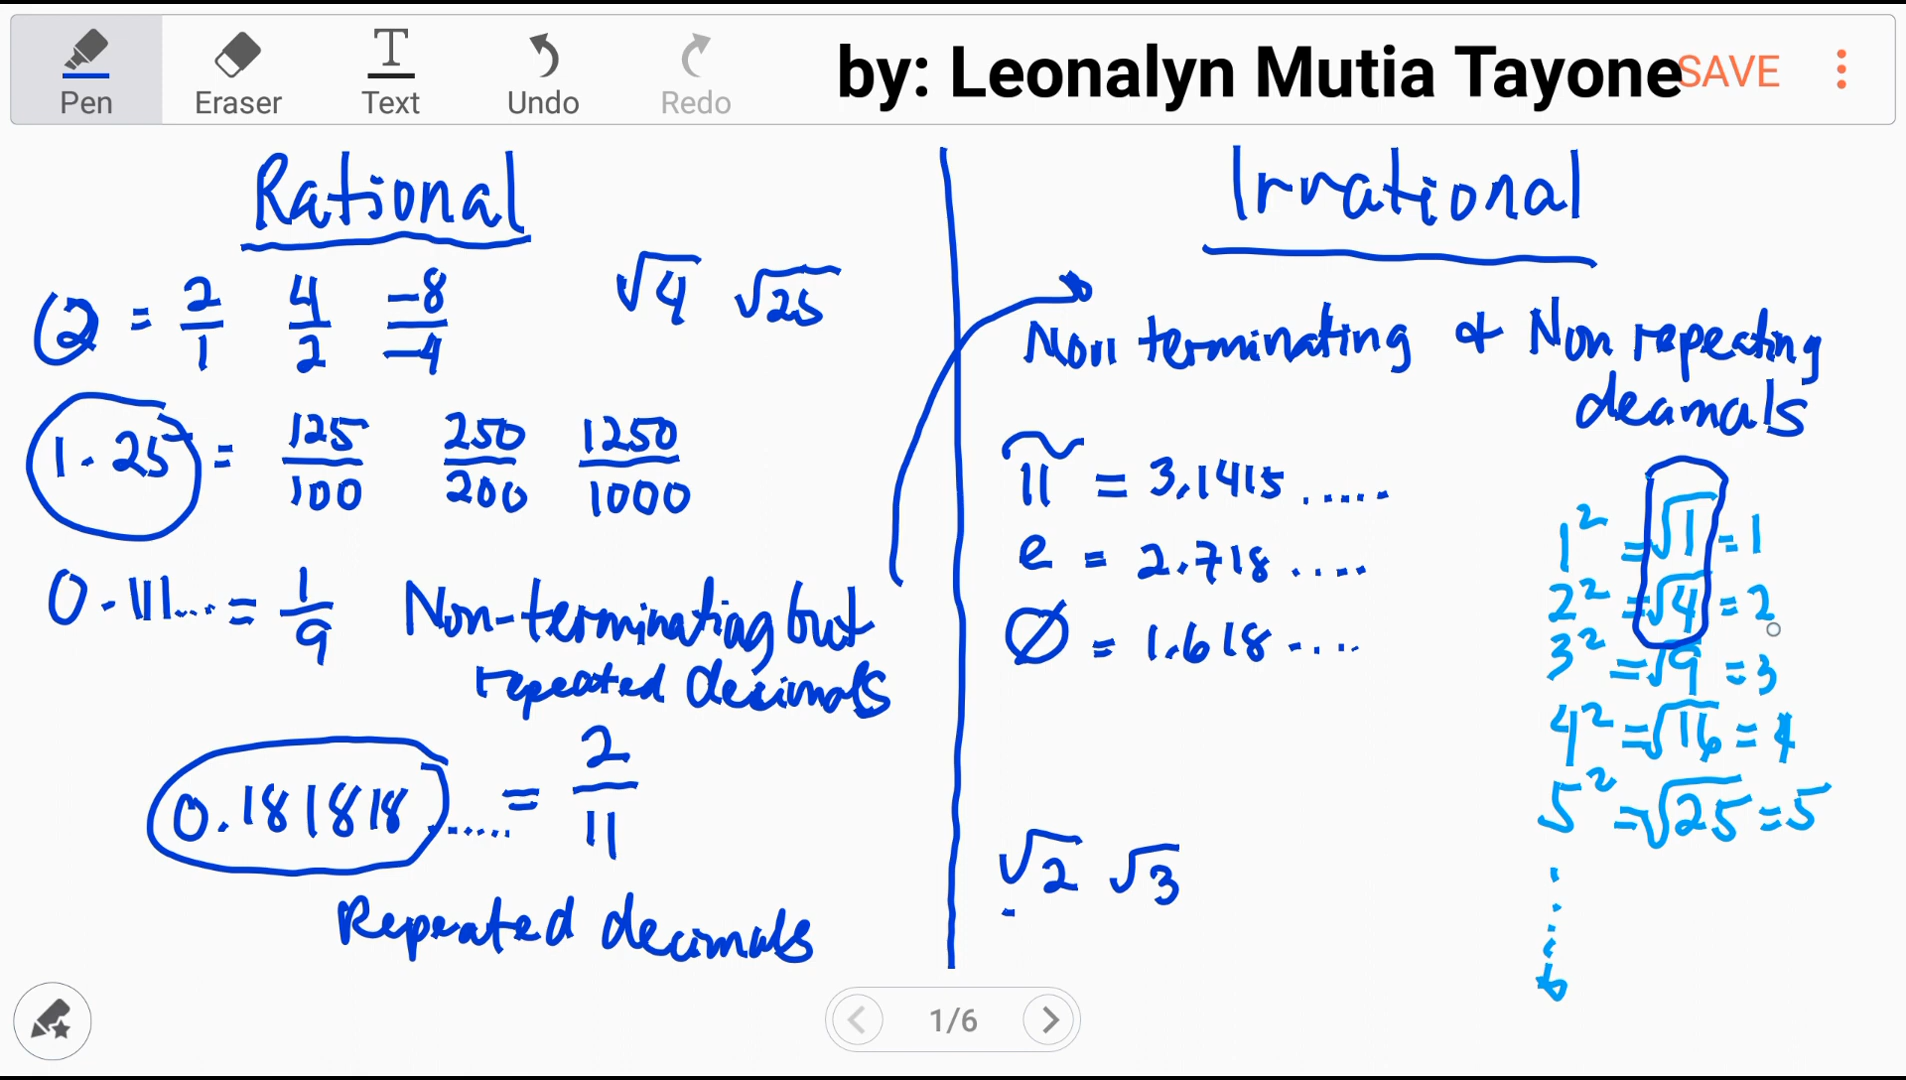 Pen Eraser Text Undo Redo by: Leonalyn Mutia Tayone SAVE
Rational
2 = 2/1 4/2 -8/-4 √4 √25
1.25 = 125/100 250/200 1250/1000
0.111... = 1/9 Non-terminating but
repeated decimals
0.181818...... = 2/11
Repeated decimals
Irrational
Non terminating & Non repeating
decimals
π = 3.1415.....
e = 2.718....
Ø = 1.618....
√2 √3
1² = √1 = 1
2² = √4 = 2
3² = √9 = 3
4² = √16 = 4
5² = √25 = 5
1/6